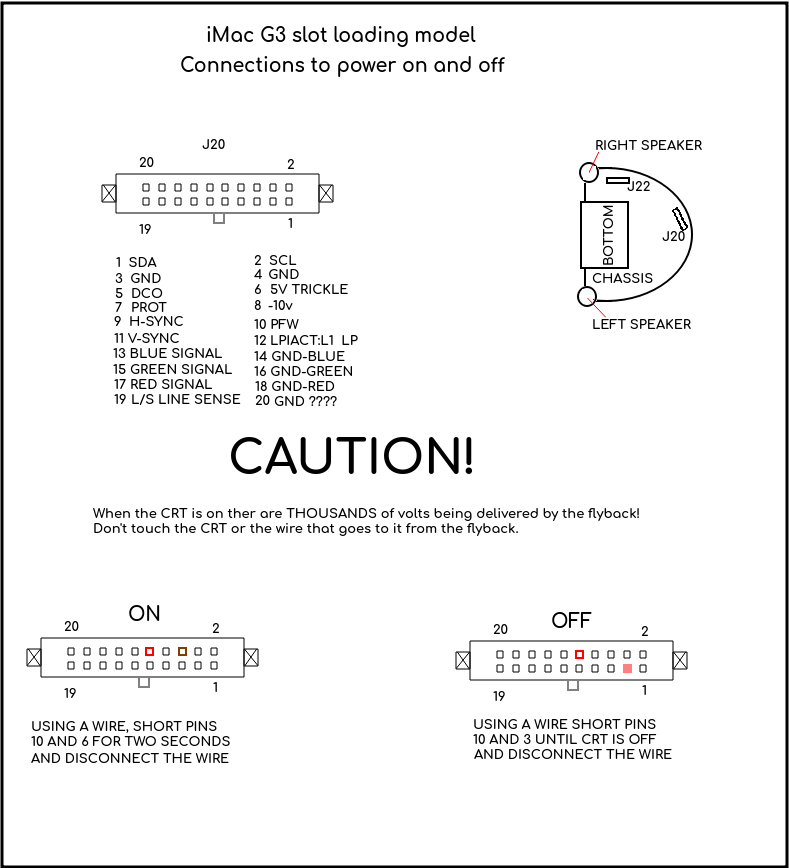 iMac G3 slot loading model
Connections to power on and off
J20
20 2
19 1
RIGHT SPEAKER
J22
J20
BOTTOM
CHASSIS
LEFT SPEAKER
1 SDA 2 SCL
3 GND 4 GND
5 DCO 6 5V TRICKLE
7 PROT 8 -10v
9 H-SYNC 10 PFW
11 V-SYNC 12 LPIACT:L1 LP
13 BLUE SIGNAL 14 GND-BLUE
15 GREEN SIGNAL 16 GND-GREEN
17 RED SIGNAL 18 GND-RED
19 L/S LINE SENSE 20 GND ????
CAUTION!
When the CRT is on ther are THOUSANDS of volts being delivered by the flyback!
Don't touch the CRT or the wire that goes to it from the flyback.
ON
20 2
19 1
USING A WIRE, SHORT PINS
10 AND 6 FOR TWO SECONDS
AND DISCONNECT THE WIRE
OFF
20 2
19 1
USING A WIRE SHORT PINS
10 AND 3 UNTIL CRT IS OFF
AND DISCONNECT THE WIRE